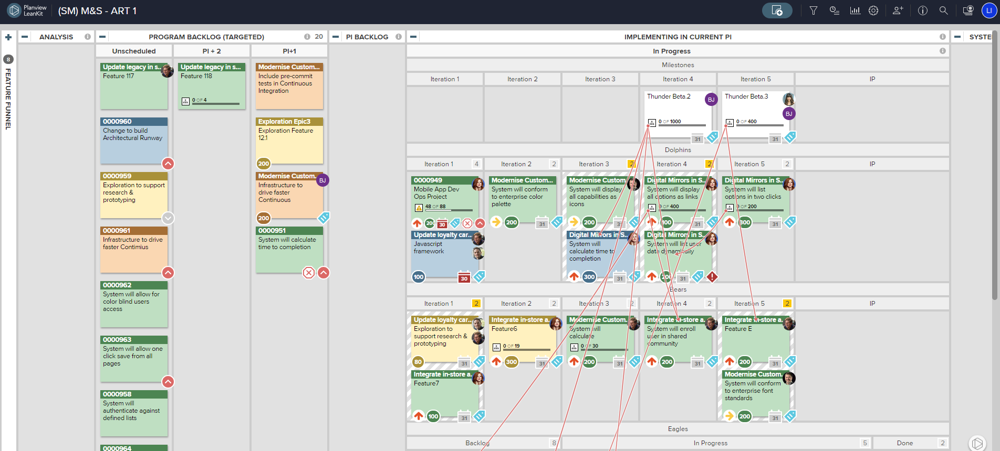 Planview
LeanKit
(SM) M&S - ART 1
LI
ANALYSIS
PROGRAM BACKLOG (TARGETED)
20
PI BACKLOG
IMPLEMENTING IN CURRENT PI
SYSTE
8
FEATURE FUNNEL
Unscheduled
PI + 2
PI+1
In Progress
Milestones
Iteration 1
Iteration 2
Iteration 3
Iteration 4
Iteration 5
IP
Update legacy in s..
Feature 117
Update legacy in s...
Feature 118
0 OF 4
Modernise Custom...
Include pre-commit
tests in Continuous
Integration
0000960
Change to build
Architectural Runway
Exploration Epic3
Exploration Feature
12.1
200
0000959
Exploration to support
research &
prototyping
Modernise Custom.
BJ
Infrastructure to
drive faster
Continuous
200
0000961
Infrastructure to drive
faster Contimius
0000951
System will calculate
time to completion
0000962
System will allow for
color blind users
access
0000963
System will allow one
click save from all
pages
0000958
System will
authenticate against
defined lists
0000964
Thunder Beta.2
BJ
0 OF 1000
31
Thunder Beta.3
BJ
0 OF 400
31
Dolphins
Iteration 1
4
Iteration 2
2
Iteration 3
2
Iteration 4
2
Iteration 5
2
IP
0000949
Mobile App Dev
Ops Project
48 OF 88
200
30
Modernise Custom...
System will conform
to enterprise color
palette
200
31
Modernise Custom
System will display
all capabilities as
icons
200
31
Digital Mirrors in S..
System will display
all options as links
0 OF 400
100
31
Digital Mirrors in S..
System will list
options in two clicks
0 OF 200
300
31
Update loyalty car..
Javascript
framework
100
30
Digital Mirrors in S..
System will
calculate time to
completion
300
31
Digital Mirrors in S..
System will list user
data dynamically
200
31
Bears
Iteration 1
2
Iteration 2
2
Iteration 3
2
Iteration 4
2
Iteration 5
2
IP
Update loyalty car..
Exploration to
support research &
prototyping
80
31
Integrate in-store a.
Feature6
0 OF 19
300
31
Modernise Custom.
System will
calculate
0 OF 30
200
31
Integrate in-store a.
System will enroll
user in shared
community
200
31
Integrate in-store a.
Feature E
200
31
Integrate in-store a.
Feature7
100
31
Modernise Custom.
System will conform
to enterprise font
standards
200
31
Eagles
Backlog
8
In Progress
5
Done
2